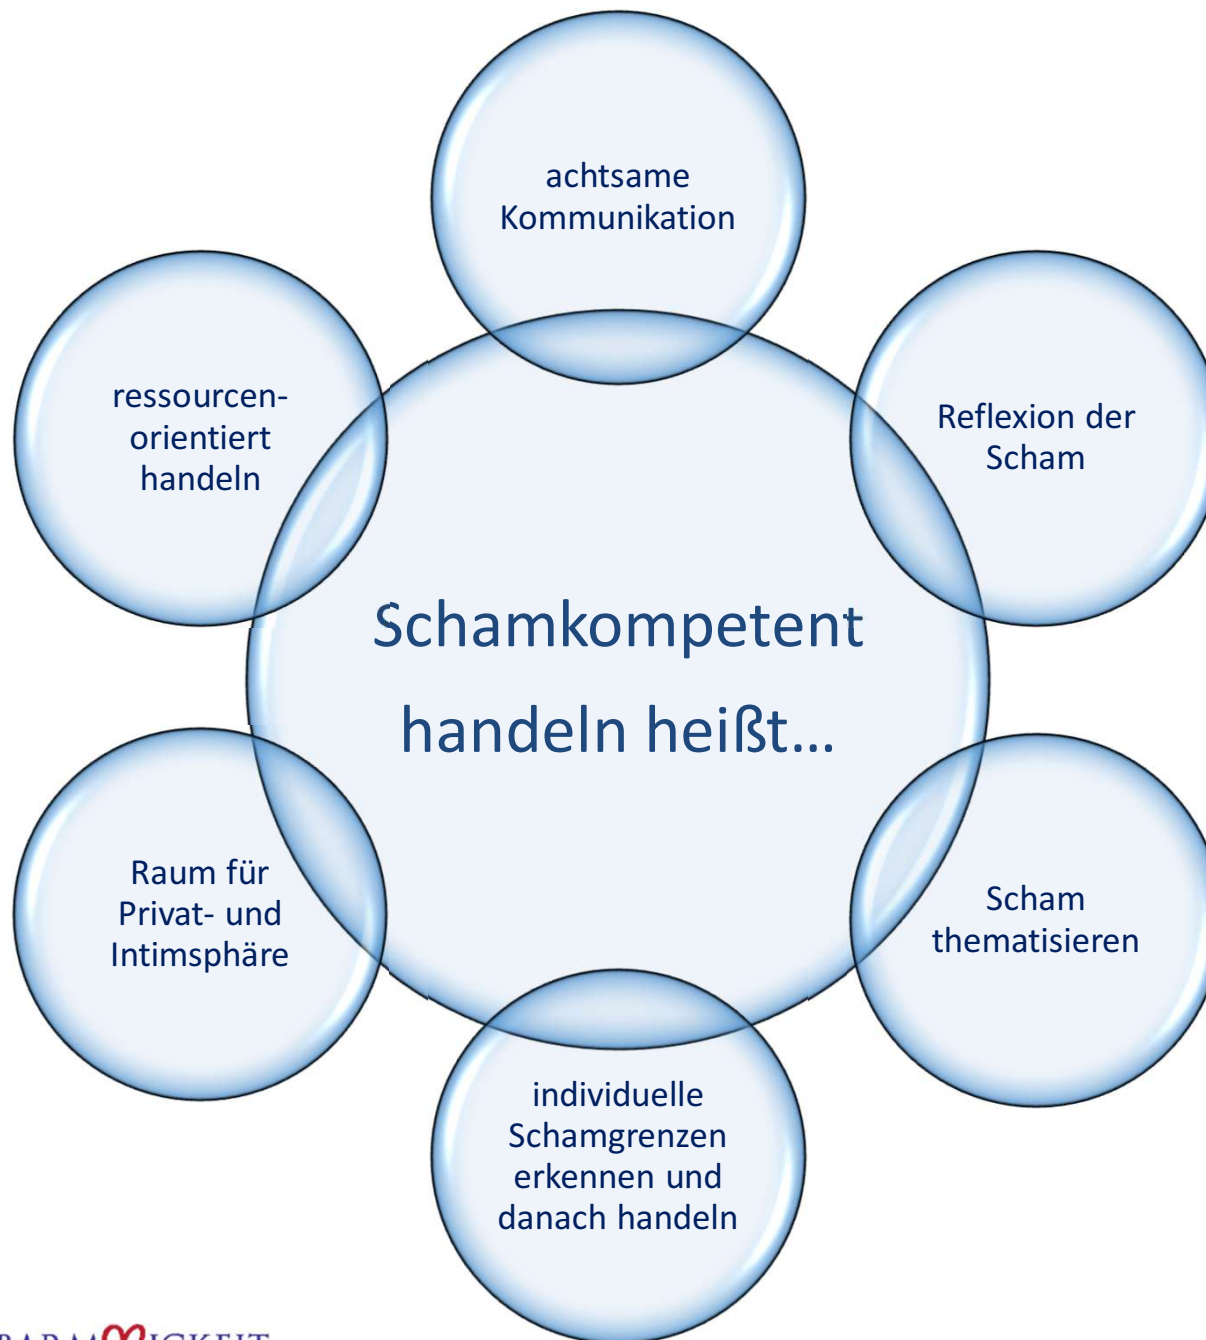 achtsame
Kommunikation
Reflexion der
Scham
Scham
thematisieren
individuelle
Schamgrenzen
erkennen und
danach handeln
Raum für
Privat- und
Intimsphäre
ressourcen-
orientiert
handeln
Schamkompetent
handeln heißt...